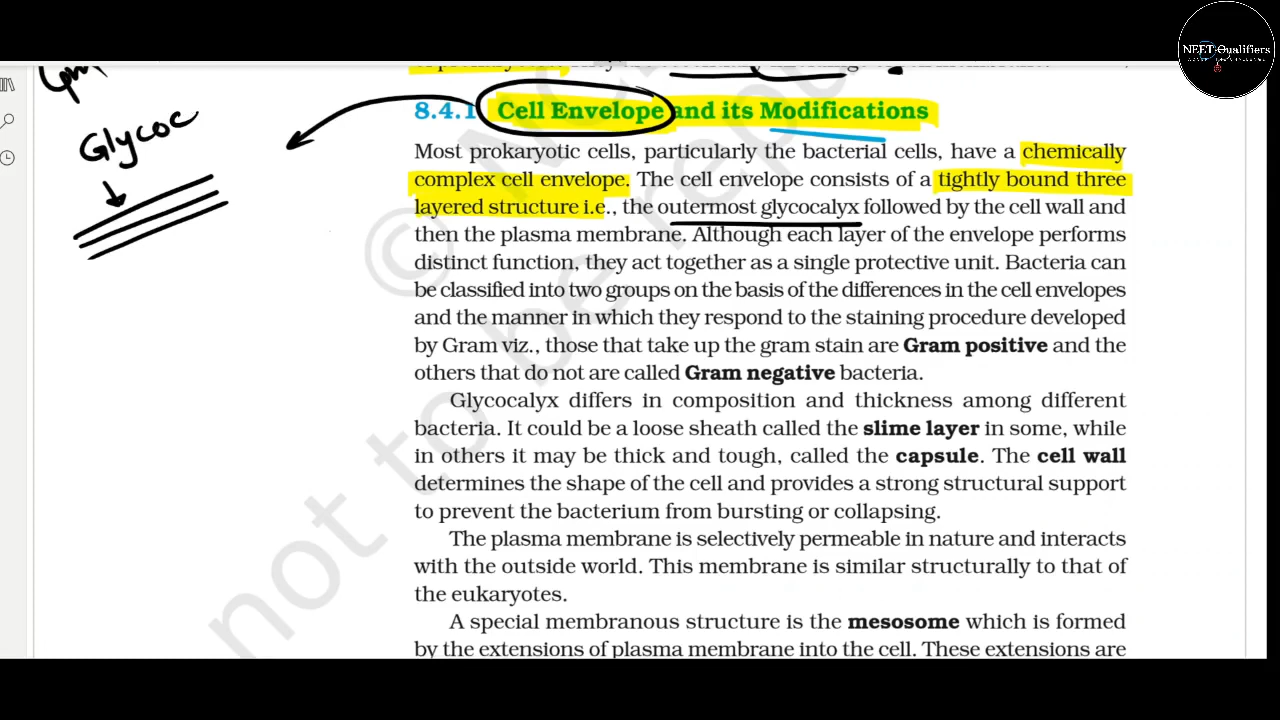 NEET Qualifiers
Glycoc
8.4.1 Cell Envelope and its Modifications
Most prokaryotic cells, particularly the bacterial cells, have a chemically
complex cell envelope. The cell envelope consists of a tightly bound three
layered structure i.e., the outermost glycocalyx followed by the cell wall and
then the plasma membrane. Although each layer of the envelope performs
distinct function, they act together as a single protective unit. Bacteria can
be classified into two groups on the basis of the differences in the cell envelopes
and the manner in which they respond to the staining procedure developed
by Gram viz., those that take up the gram stain are Gram positive and the
others that do not are called Gram negative bacteria.
Glycocalyx differs in composition and thickness among different
bacteria. It could be a loose sheath called the slime layer in some, while
in others it may be thick and tough, called the capsule. The cell wall
determines the shape of the cell and provides a strong structural support
to prevent the bacterium from bursting or collapsing.
The plasma membrane is selectively permeable in nature and interacts
with the outside world. This membrane is similar structurally to that of
the eukaryotes.
A special membranous structure is the mesosome which is formed
by the extensions of plasma membrane into the cell. These extensions are
© not to be